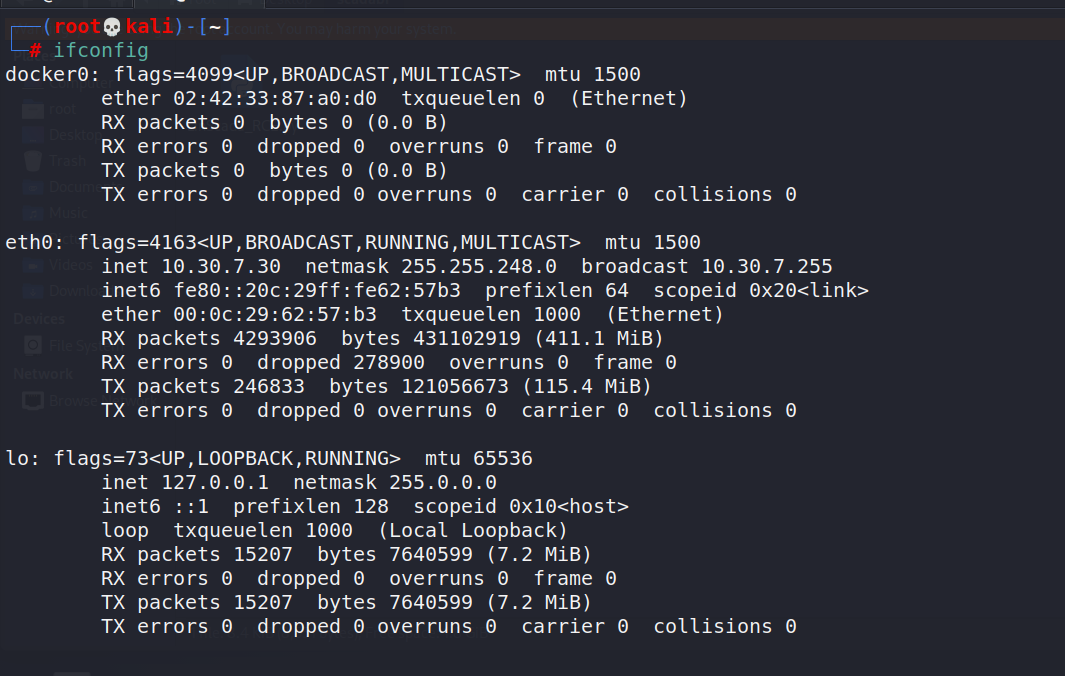 (root💀kali)-[~]
# ifconfig
docker0: flags=4099<UP,BROADCAST,MULTICAST>  mtu 1500
        ether 02:42:33:87:a0:d0  txqueuelen 0  (Ethernet)
        RX packets 0  bytes 0 (0.0 B)
        RX errors 0  dropped 0  overruns 0  frame 0
        TX packets 0  bytes 0 (0.0 B)
        TX errors 0  dropped 0 overruns 0  carrier 0  collisions 0

eth0: flags=4163<UP,BROADCAST,RUNNING,MULTICAST>  mtu 1500
        inet 10.30.7.30  netmask 255.255.248.0  broadcast 10.30.7.255
        inet6 fe80::20c:29ff:fe62:57b3  prefixlen 64  scopeid 0x20<link>
        ether 00:0c:29:62:57:b3  txqueuelen 1000  (Ethernet)
        RX packets 4293906  bytes 431102919 (411.1 MiB)
        RX errors 0  dropped 278900  overruns 0  frame 0
        TX packets 246833  bytes 121056673 (115.4 MiB)
        TX errors 0  dropped 0 overruns 0  carrier 0  collisions 0

lo: flags=73<UP,LOOPBACK,RUNNING>  mtu 65536
        inet 127.0.0.1  netmask 255.0.0.0
        inet6 ::1  prefixlen 128  scopeid 0x10<host>
        loop  txqueuelen 1000  (Local Loopback)
        RX packets 15207  bytes 7640599 (7.2 MiB)
        RX errors 0  dropped 0  overruns 0  frame 0
        TX packets 15207  bytes 7640599 (7.2 MiB)
        TX errors 0  dropped 0 overruns 0  carrier 0  collisions 0
root
Desktop
Trash
Music
Videos
Devices
File
Network
Browse